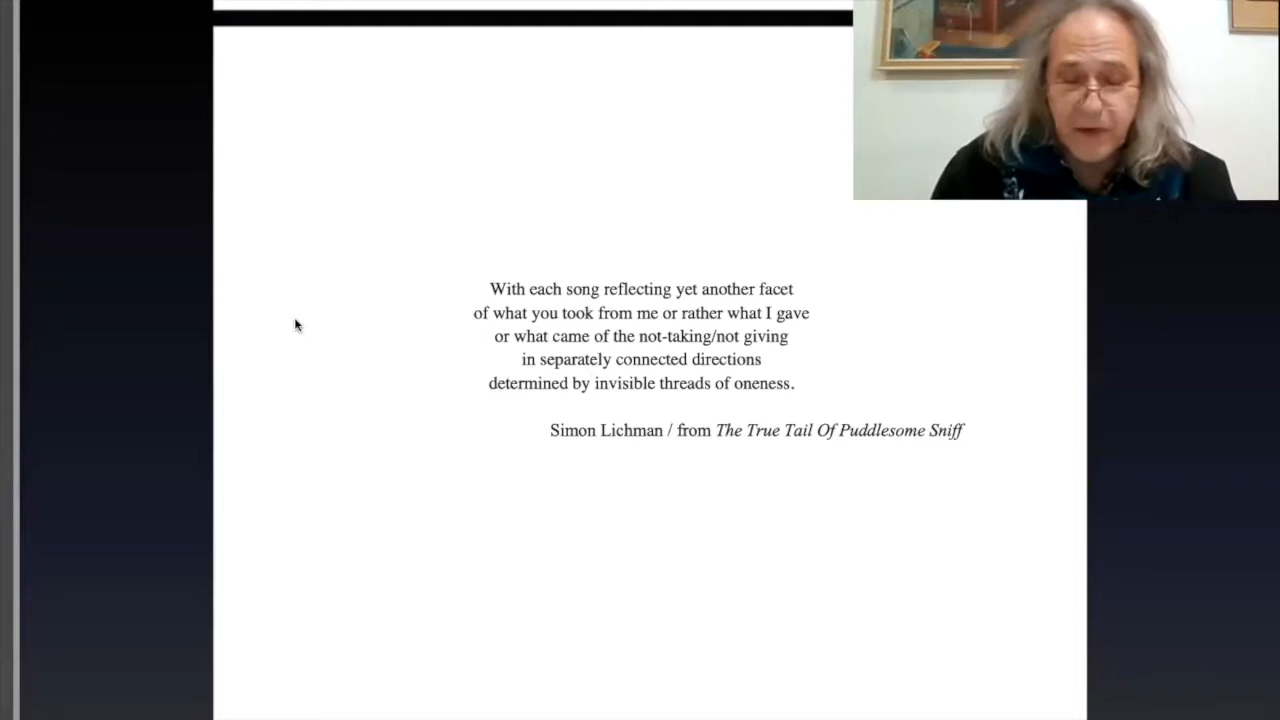 With each song reflecting yet another facet
of what you took from me or rather what I gave
or what came of the not-taking/not giving
in separately connected directions
determined by invisible threads of oneness.
Simon Lichman / from The True Tail Of Puddlesome Sniff